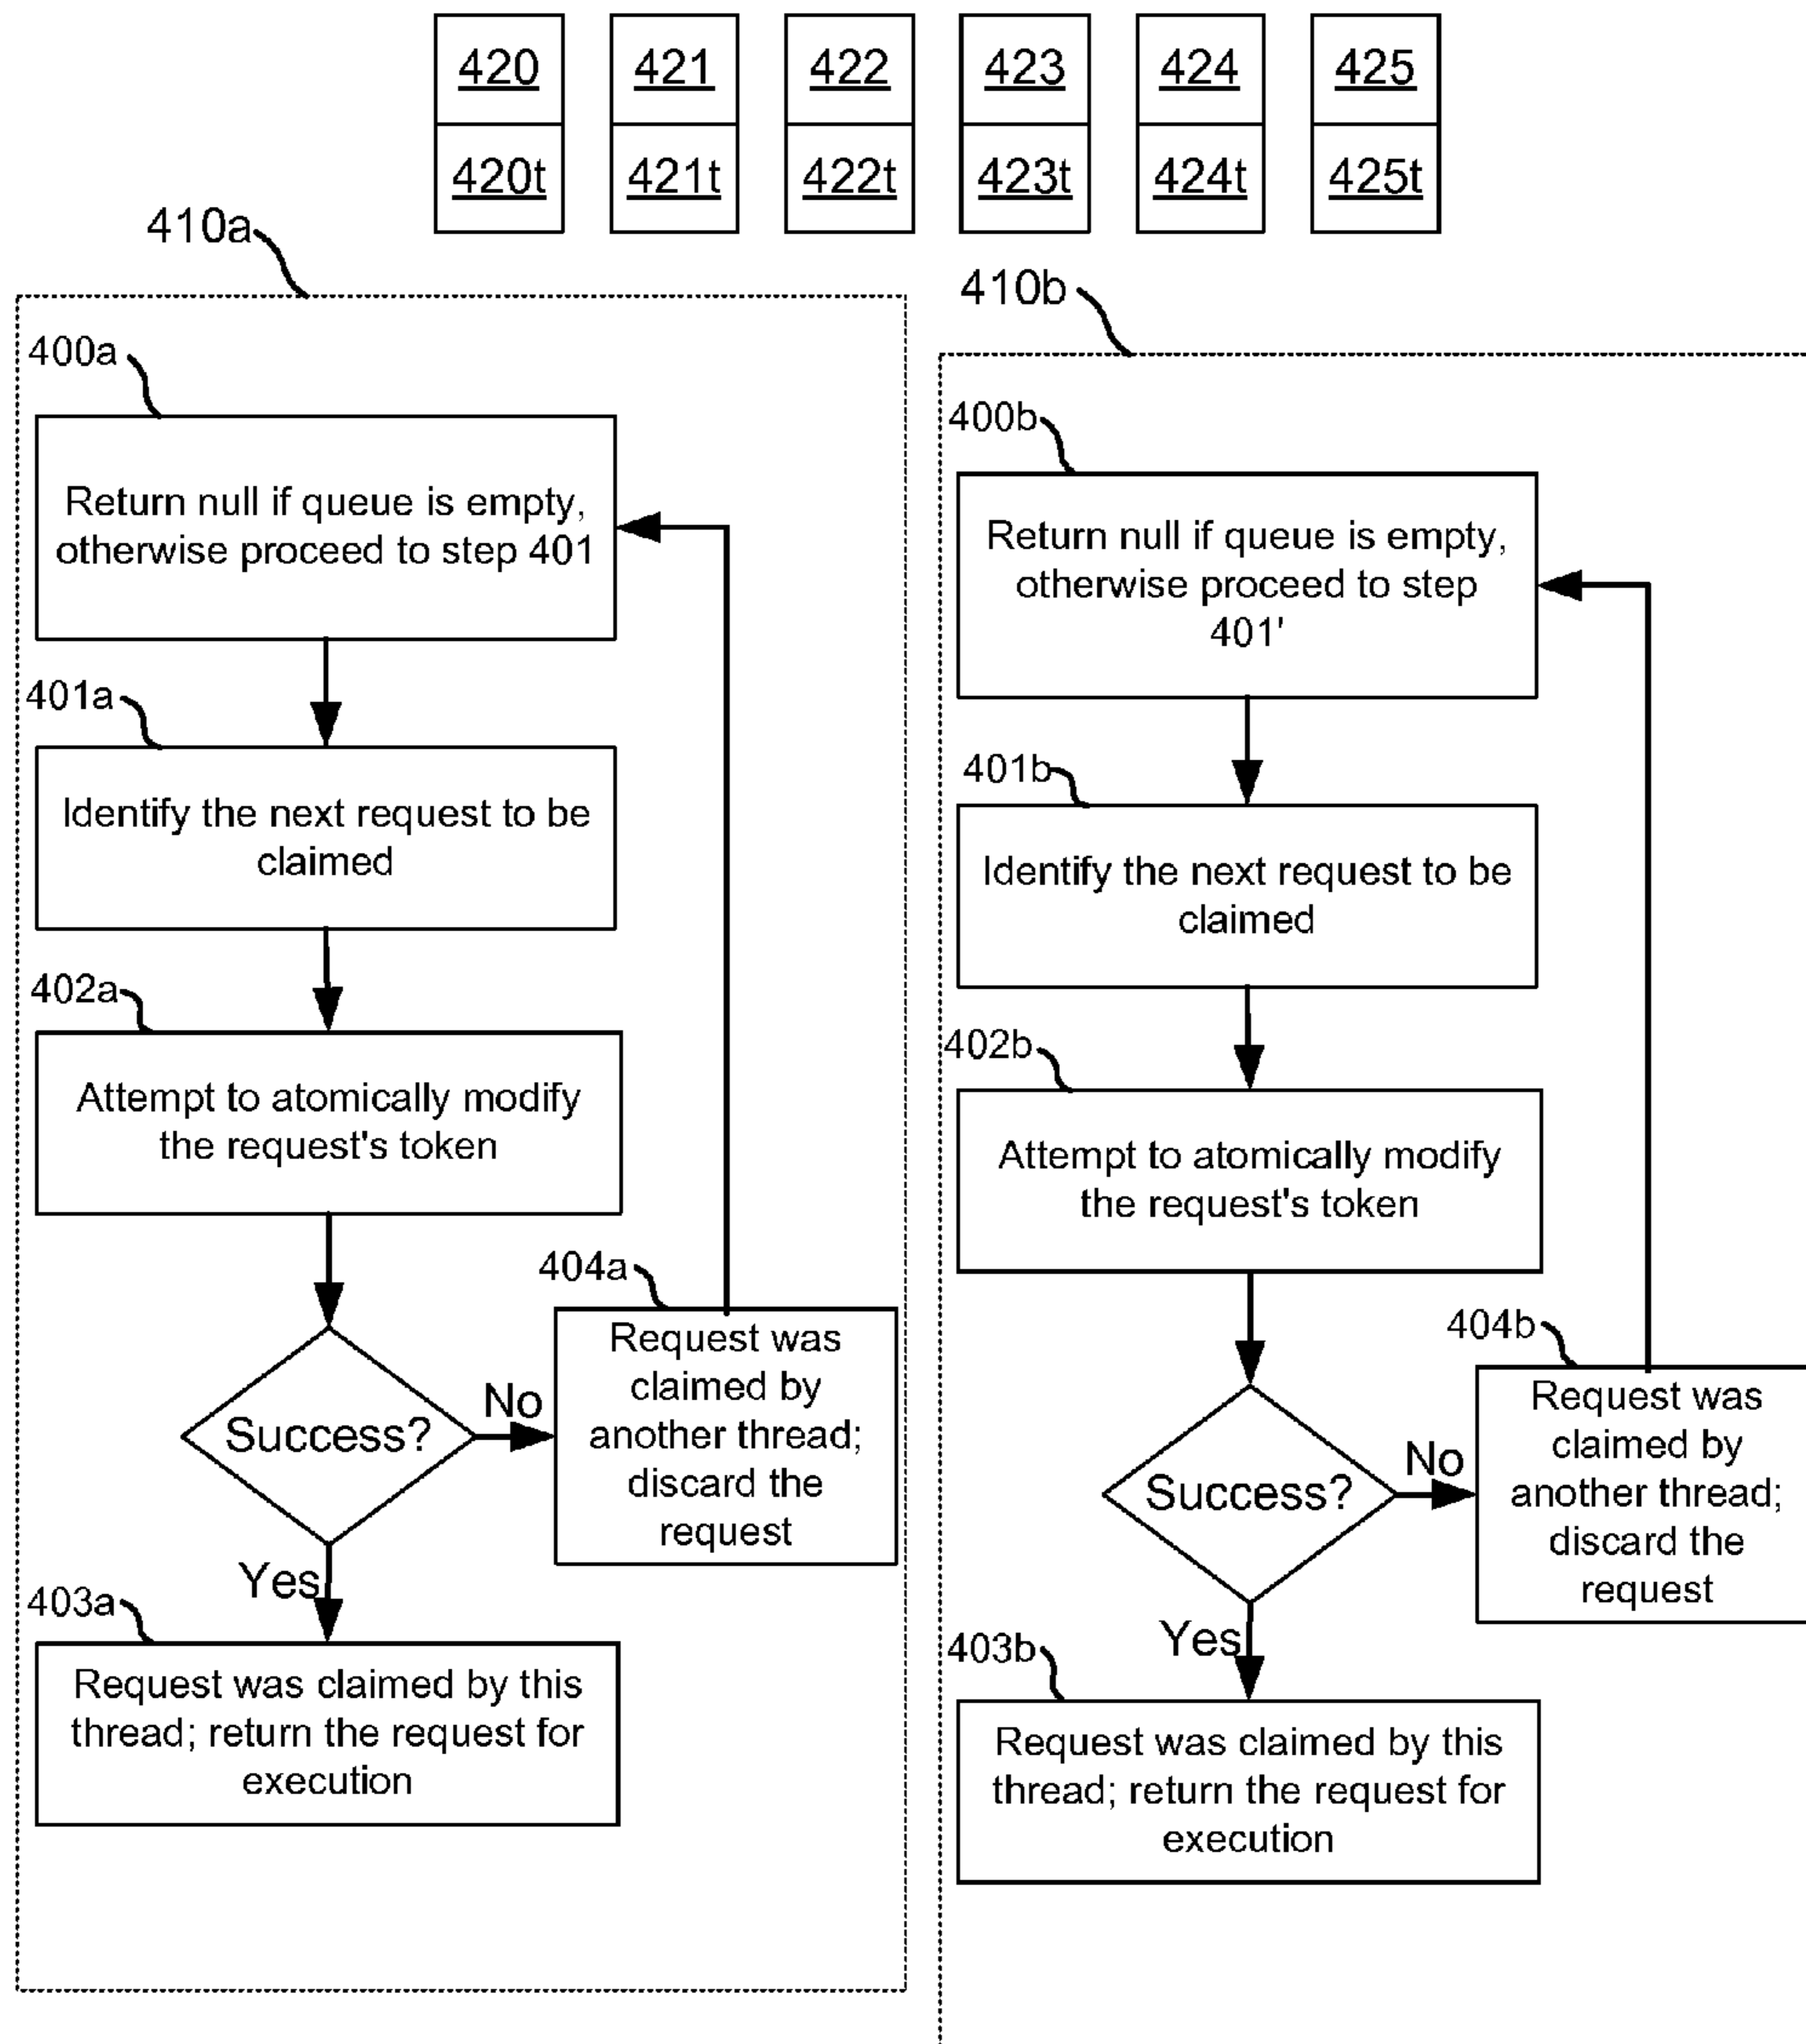 420 421 422 423 424 425
420t 421t 422t 423t 424t 425t
410a
400a
Return null if queue is empty,
otherwise proceed to step 401
401a
Identify the next request to be
claimed
402a
Attempt to atomically modify
the request's token
Success?
No
404a
Request was
claimed by
another thread;
discard the
request
Yes
403a
Request was claimed by this
thread; return the request for
execution
410b
400b
Return null if queue is empty,
otherwise proceed to step
401'
401b
Identify the next request to be
claimed
402b
Attempt to atomically modify
the request's token
Success?
No
404b
Request was
claimed by
another thread;
discard the
request
Yes
403b
Request was claimed by this
thread; return the request for
execution